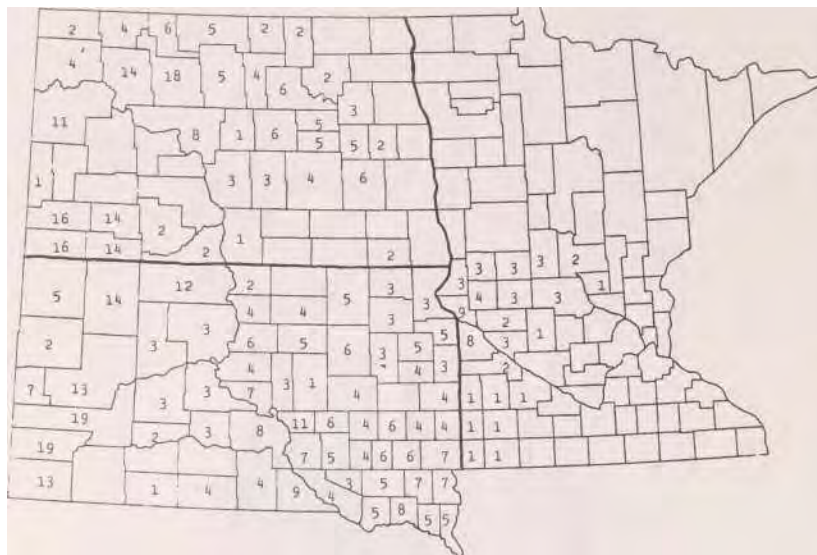 2 4 6 5 2 2
4' 14 18 5 4 6 2
3
11 8 1 6 5
5 5 2
1 3 3 4 6
16 14 2 1
16 14 2 2
3 3 3 2
5 14 12 2 5 3 3 3 4 3 3 1
4 4 3 9 2
2 3 3 6 5 6 3 5 5 8 3 1
4 4 3 2
7 13 3 3 7 3 1 4 4 1 1 1
19 11 6 4 6 4 4 1 1
19 2 3 8 7 5 4 6 6 7 1 1
13 1 4 4 9 4 3 5 7 7
5 8 5 5